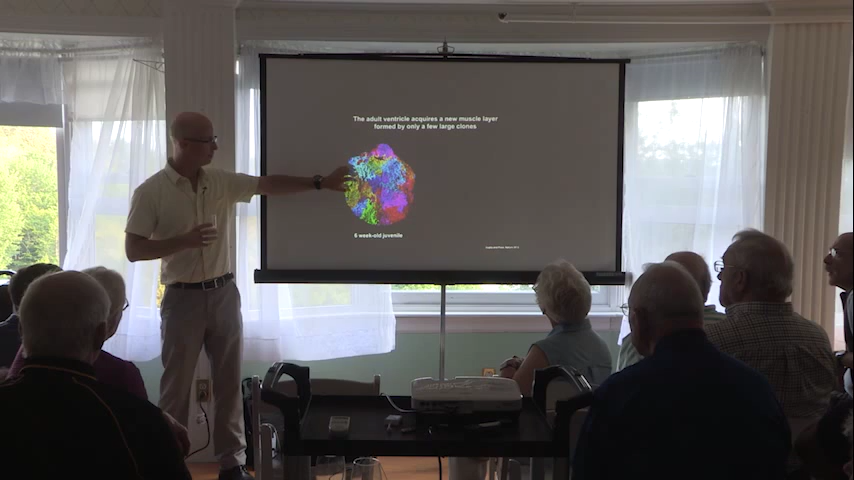 The adult ventricle acquires a new muscle layer
formed by only a few large clones
6 week-old juvenile